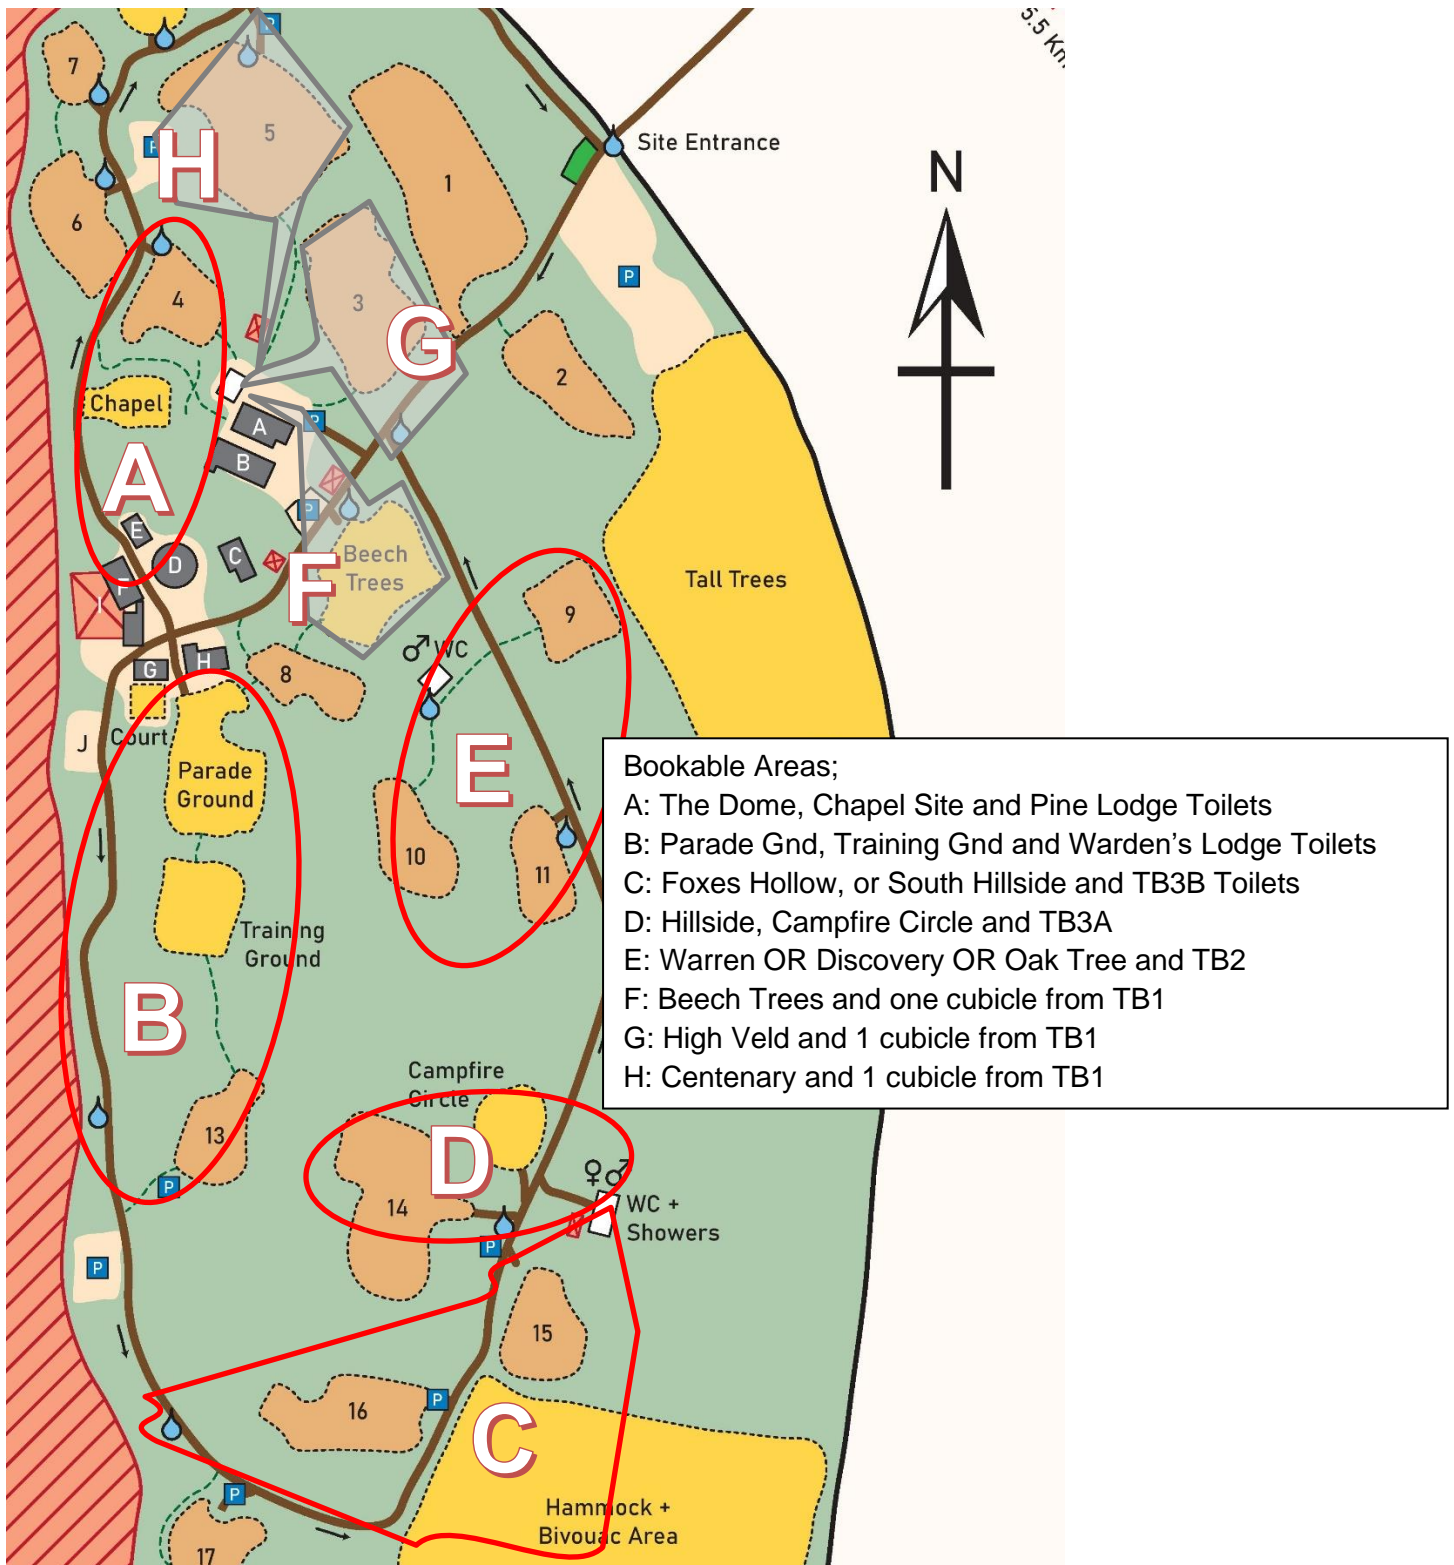 5.5 Km
P
7
5
P
H
1
Site Entrance
N
6
P
4
3
G
2
Chapel
P
A
B
A
E
P
C
D
F
I
Beech
Trees
F
Tall Trees
9
♂ WC
H
G
8
J
Court
E
Parade
Ground
10
11
Training
Ground
B
Bookable Areas;
A: The Dome, Chapel Site and Pine Lodge Toilets
B: Parade Gnd, Training Gnd and Warden's Lodge Toilets
C: Foxes Hollow, or South Hillside and TB3B Toilets
D: Hillside, Campfire Circle and TB3A
E: Warren OR Discovery OR Oak Tree and TB2
F: Beech Trees and one cubicle from TB1
G: High Veld and 1 cubicle from TB1
H: Centenary and 1 cubicle from TB1
Campfire
Circle
13
D
P
14
♀♂
WC +
Showers
P
P
15
16
P
C
P
Hammock +
Bivouac Area
17